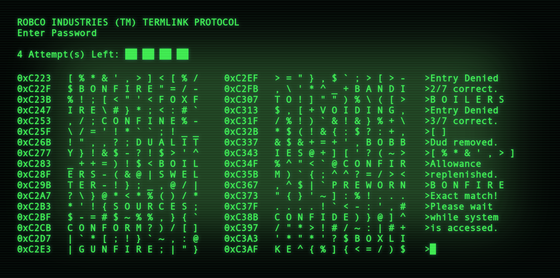 ROBCO INDUSTRIES (TM) TERMLINK PROTOCOL
Enter Password
4 Attempt(s) Left:
0xC223 [ % * & ' , > ] < [ % / 0xC2EF > = " } , $ ` ; > [ > - >Entry Denied
0xC22F $ B O N F I R E " = / - 0xC2FB , \ ' * ^ _ + B A N D I >2/7 correct.
0xC23B % ! ; [ < " ' < F O X F 0xC307 T O ! ] " " ) % \ ( [ > >B O I L E R S
0xC247 I R E \ # } * : < : # ` 0xC313 $ , [ + V O I D I N G , >Entry Denied
0xC253 , / ; C O N F I N E % - 0xC31F / % ! ) ` & ! & ) % + \ >3/7 correct.
0xC25F \ / = ' ! * ` ` ; ! _ _ 0xC32B * $ ( ! & { : $ ? : + , >[ ]
0xC26B ! " , , ? ; D U A L I T 0xC337 & $ & + = + ! , B O B B >Dud removed.
0xC277 Y } ! & $ - ? ! $ > ' ^ 0xC343 I E S @ + ] [ ' ? ( ~ > >[ % * & ' , > ]
0xC283 _ + + = ) ! $ < B O I L 0xC34F % ^ " < ` @ C O N F I R >Allowance
0xC28F E R S - ( & @ | S W E L 0xC35B M ) ` { ; ^ ^ ? = / > < >replenished.
0xC29B T E R - ! } ; _ , @ / | 0xC367 , ^ $ | ` P R E W O R N >B O N F I R E
0xC2A7 ? \ } @ * < * % ( ) / * 0xC373 " { } ' ~ ] : % ! . . . >Exact match!
0xC2B3 * ' ' { S O U R C E S ; 0xC37F , . . , ! ` < - : , ' $ >Please wait
0xC2BF $ - = # $ ~ % % , } { ` 0xC38B C O N F I D E ) } @ ] ^ >while system
0xC2CB C O N F O R M ? ) / [ ] 0xC397 / " * > ! # / ~ : | # + >is accessed.
0xC2D7 | ` * [ ; ! } ` ~ , : @ 0xC3A3 ' * " * ' ? $ B O X L I
0xC2E3 | G U N F I R E ; | " } 0xC3AF K E ^ { % ] { < = / ) $ >